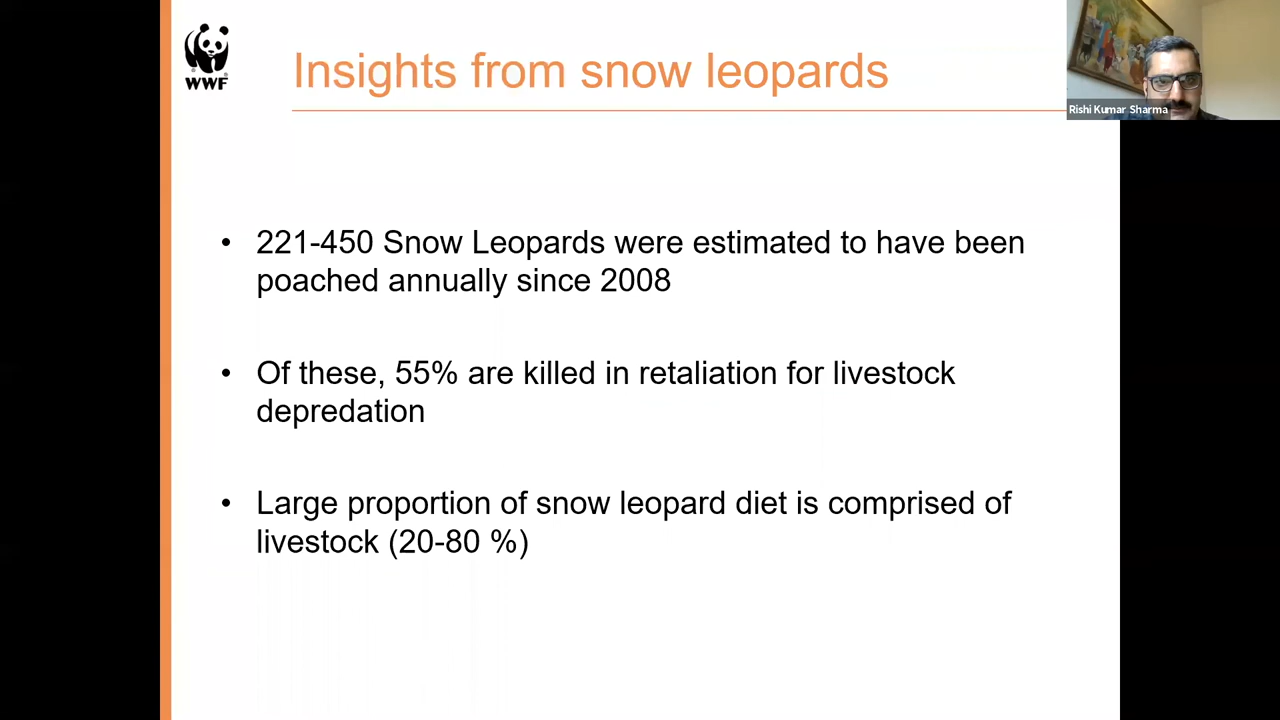 WWF
Insights from snow leopards
Rishi Kumar Sharma
• 221-450 Snow Leopards were estimated to have been
poached annually since 2008
• Of these, 55% are killed in retaliation for livestock
depredation
• Large proportion of snow leopard diet is comprised of
livestock (20-80 %)